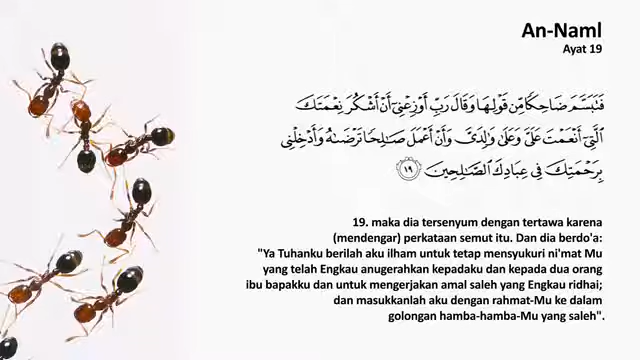 An-Naml
Ayat 19
فَتَبَسَّمَ ضَاحِكًا مِّن قَوْلِهَا وَقَالَ رَبِّ أَوْزِعْنِىٓ أَنْ أَشْكُرَ نِعْمَتَكَ
ٱلَّتِىٓ أَنْعَمْتَ عَلَىَّ وَعَلَىٰ وَٰلِدَىَّ وَأَنْ أَعْمَلَ صَٰلِحًا تَرْضَىٰهُ وَأَدْخِلْنِى
بِرَحْمَتِكَ فِى عِبَادِكَ ٱلصَّٰلِحِينَ ١٩
19. maka dia tersenyum dengan tertawa karena
(mendengar) perkataan semut itu. Dan dia berdo'a:
"Ya Tuhanku berilah aku ilham untuk tetap mensyukuri ni'mat Mu
yang telah Engkau anugerahkan kepadaku dan kepada dua orang
ibu bapakku dan untuk mengerjakan amal saleh yang Engkau ridhai;
dan masukkanlah aku dengan rahmat-Mu ke dalam
golongan hamba-hamba-Mu yang saleh".